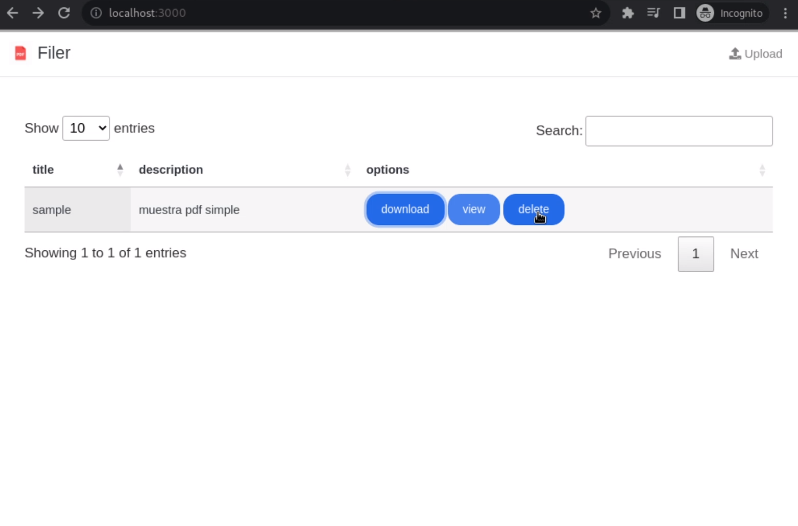 localhost:3000
Incognito
PDF
Filer
Upload
Show 10 entries
Search:
title description options
sample muestra pdf simple download view delete
Showing 1 to 1 of 1 entries
Previous 1 Next